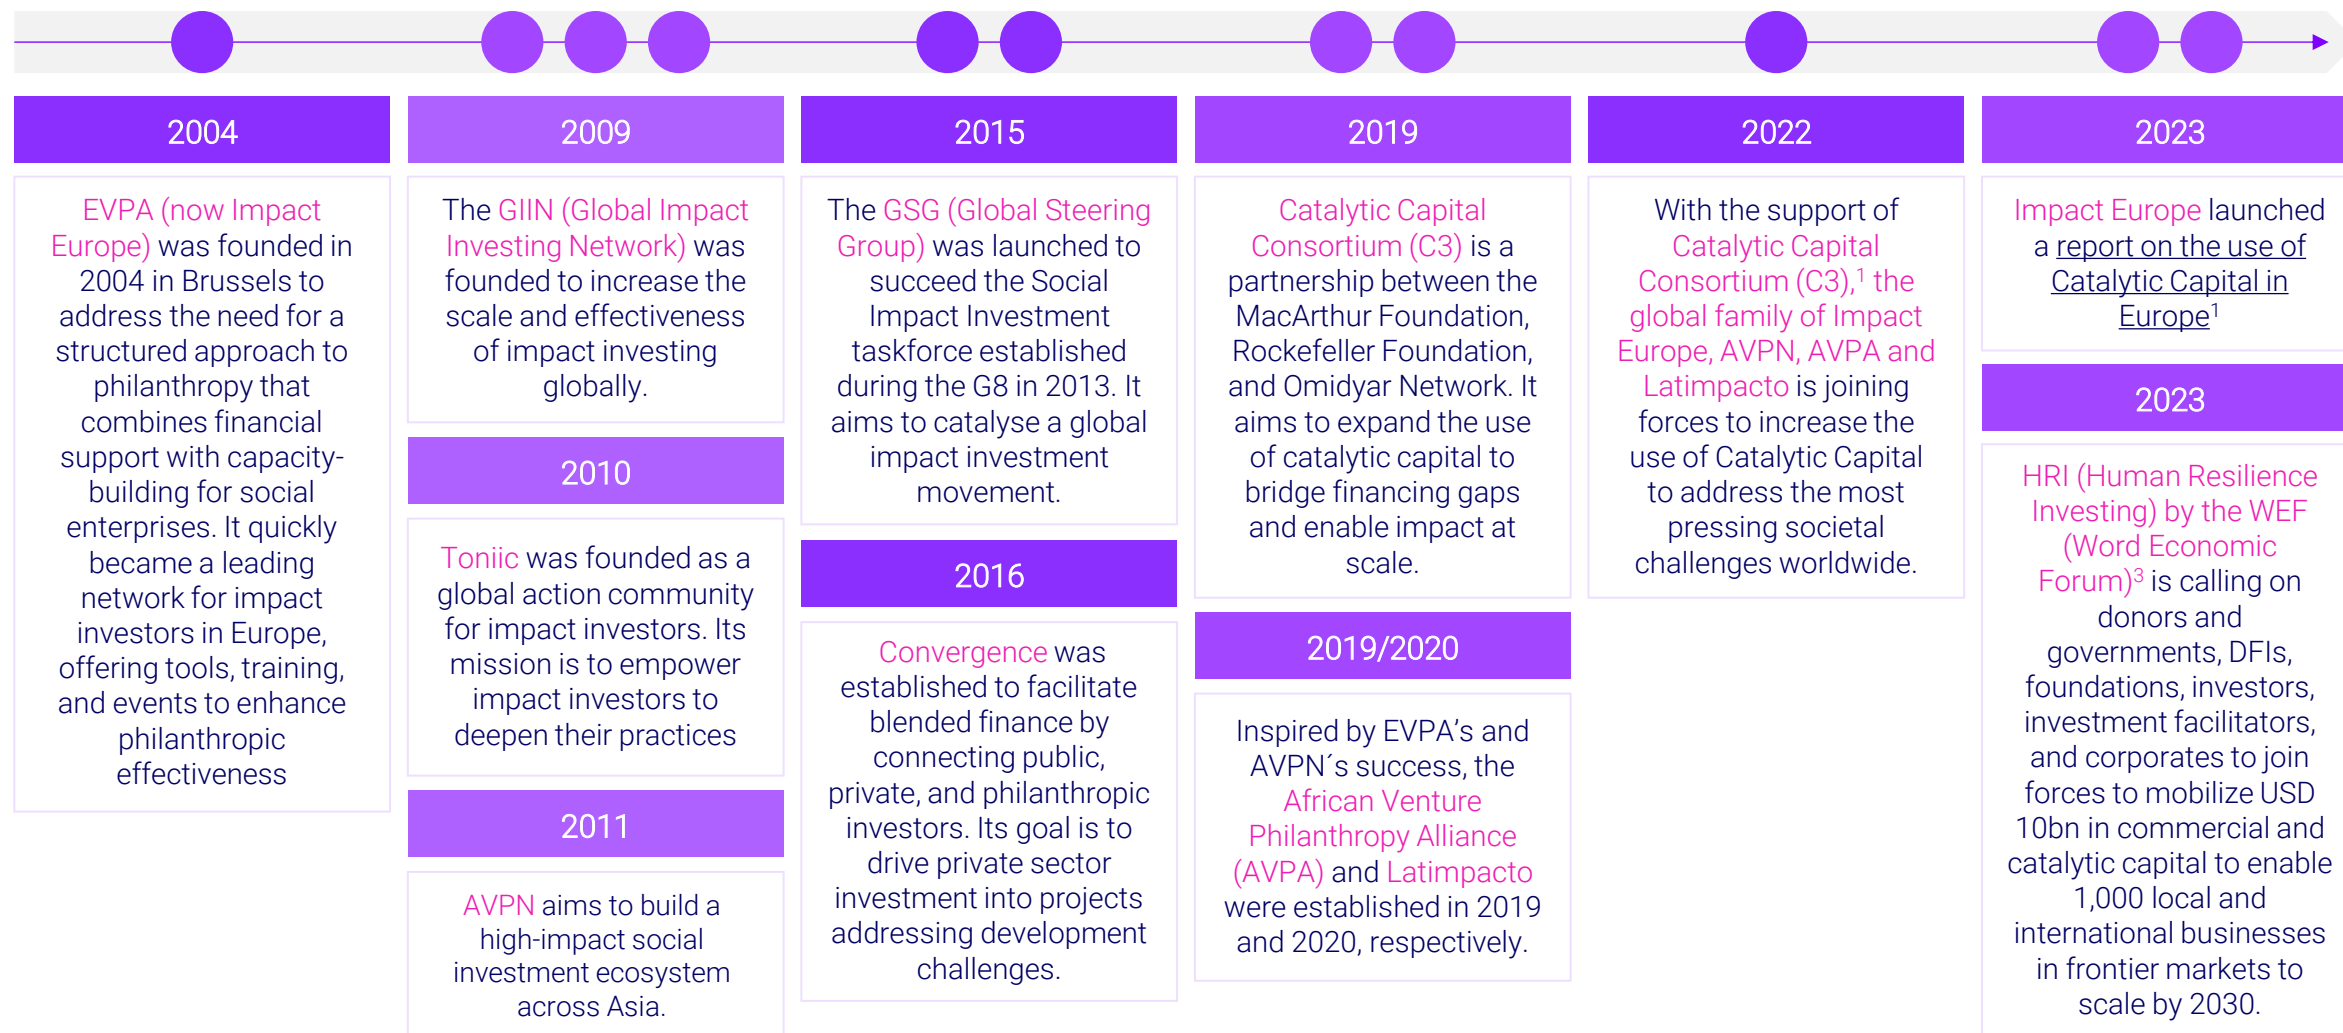 2004
EVPA (now Impact
Europe) was founded in
2004 in Brussels to
address the need for a
structured approach to
philanthropy that
combines financial
support with capacity-
building for social
enterprises. It quickly
became a leading
network for impact
investors in Europe,
offering tools, training,
and events to enhance
philanthropic
effectiveness
2009
The GIIN (Global Impact
Investing Network) was
founded to increase the
scale and effectiveness
of impact investing
globally.
2010
Toniic was founded as a
global action community
for impact investors. Its
mission is to empower
impact investors to
deepen their practices
2011
AVPN aims to build a
high-impact social
investment ecosystem
across Asia.
2015
The GSG (Global Steering
Group) was launched to
succeed the Social
Impact Investment
taskforce established
during the G8 in 2013. It
aims to catalyse a global
impact investment
movement.
2016
Convergence was
established to facilitate
blended finance by
connecting public,
private, and philanthropic
investors. Its goal is to
drive private sector
investment into projects
addressing development
challenges.
2019
Catalytic Capital
Consortium (C3) is a
partnership between the
MacArthur Foundation,
Rockefeller Foundation,
and Omidyar Network. It
aims to expand the use
of catalytic capital to
bridge financing gaps
and enable impact at
scale.
2019/2020
Inspired by EVPA’s and
AVPN´s success, the
African Venture
Philanthropy Alliance
(AVPA) and Latimpacto
were established in 2019
and 2020, respectively.
2022
With the support of
Catalytic Capital
Consortium (C3),¹ the
global family of Impact
Europe, AVPN, AVPA and
Latimpacto is joining
forces to increase the
use of Catalytic Capital
to address the most
pressing societal
challenges worldwide.
2023
Impact Europe launched
a report on the use of
Catalytic Capital in
Europe¹
2023
HRI (Human Resilience
Investing) by the WEF
(Word Economic
Forum)³ is calling on
donors and
governments, DFIs,
foundations, investors,
investment facilitators,
and corporates to join
forces to mobilize USD
10bn in commercial and
catalytic capital to enable
1,000 local and
international businesses
in frontier markets to
scale by 2030.